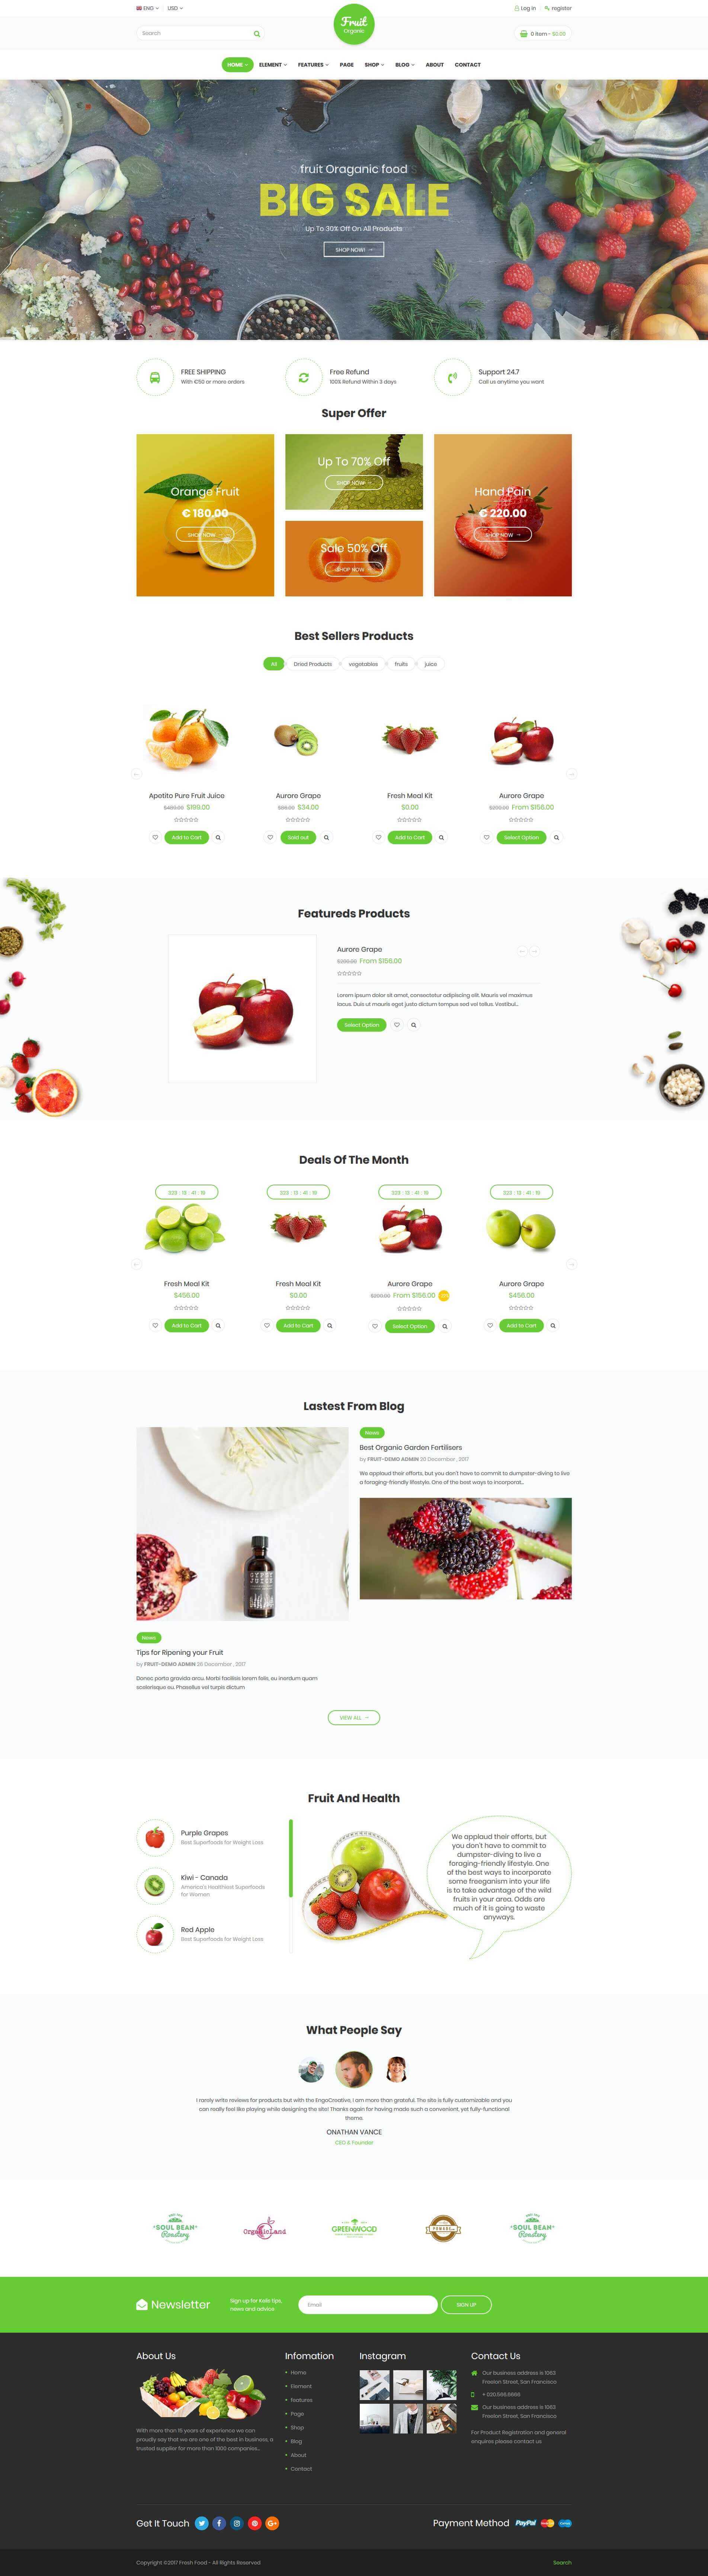 ENG USD
Log in register
Search
Fruit
Organic
0 item - $0.00
HOME ELEMENT FEATURES PAGE SHOP BLOG ABOUT CONTACT
fruit Oraganic food
BIG SALE
Up To 30% Off On All Products
SHOP NOW! →
FREE SHIPPING
With €50 or more orders
Free Refund
100% Refund Within 3 days
Support 24.7
Call us anytime you want
Super Offer
Orange Fruit
€ 180.00
SHOP NOW →
Up To 70% Off
SHOP NOW →
Sale 50% Off
SHOP NOW →
Hand Pain
€ 220.00
SHOP NOW →
Best Sellers Products
All Dried Products vegetables fruits juice
Apetito Pure Fruit Juice
$199.00
Add to Cart
Aurore Grape
$34.00
Sold out
Fresh Meal Kit
$0.00
Add to Cart
Aurore Grape
From $156.00
Select Option
Featureds Products
Aurore Grape
From $156.00
Lorem ipsum dolor sit amet, consectetur adipiscing elit. Mauris vel maximus
lacus. Duis ut mauris eget justo dictum tempus sed vel tellus. Vestibul...
Select Option
Deals Of The Month
323 : 13 : 41 : 15
Fresh Meal Kit
$456.00
Add to Cart
323 : 13 : 41 : 15
Fresh Meal Kit
$0.00
Add to Cart
323 : 13 : 41 : 15
Aurore Grape
From $156.00
Select Option
323 : 13 : 41 : 15
Aurore Grape
$456.00
Add to Cart
Lastest From Blog
GYPSY
JUICE
News
Tips for Ripening your Fruit
by FRUIT-DEMO ADMIN 20 December , 2017
Donec porta gravida arcu. Morbi facilisis lorem felis, eu inordum quam
scelerisque eu. Phasellus vel turpis dictum
News
Best Organic Garden Fertilisers
by FRUIT-DEMO ADMIN 20 December , 2017
We applaud their efforts, but you don't have to commit to dumpster-diving to live
a foraging-friendly lifestyle. One of the best ways to incorporat...
VIEW ALL →
Fruit And Health
Purple Grapes
Best Superfoods for Weight Loss
Kiwi - Canada
America's Healthiest Superfoods
for Women
Red Apple
Best Superfoods for Weight Loss
We applaud their efforts, but
you don't have to commit to
dumpster-diving to live a
foraging-friendly lifestyle. One
of the best ways to incorporate
some freeganism into your life
is to take advantage of the wild
fruits in your area. Odds are
much of it is going to waste
anyways.
What People Say
I rarely write reviews for products but with the EngoCreative, I am more than grateful. The site is fully customizable and you
can really feel like playing while designing the site! Thanks again for having made such a convenient, yet fully-functional
theme.
ONATHAN VANCE
CEO & Founder
SOUL BEAN
Roastery
OrganicLand
GREENWOOD
SOUL BEAN
Roastery
Newsletter
Sign up for Kalis tips,
news and advice
Email
SIGN UP
About Us
With more than 15 years of experience we can
proudly say that we are one of the best in business, a
trusted supplier for more than 1000 companies...
Infomation
Home
Element
features
Page
Shop
Blog
About
Contact
Instagram
Contact Us
Our business address is 1063
Freelon Street, San Francisco
+ 020.566.6666
Our business address is 1063
Freelon Street, San Francisco
For Product Registration and general
enquires please contact us
Get It Touch
Payment Method PayPal
Copyright ©2017 Fresh Food - All Rights Reserved
Search